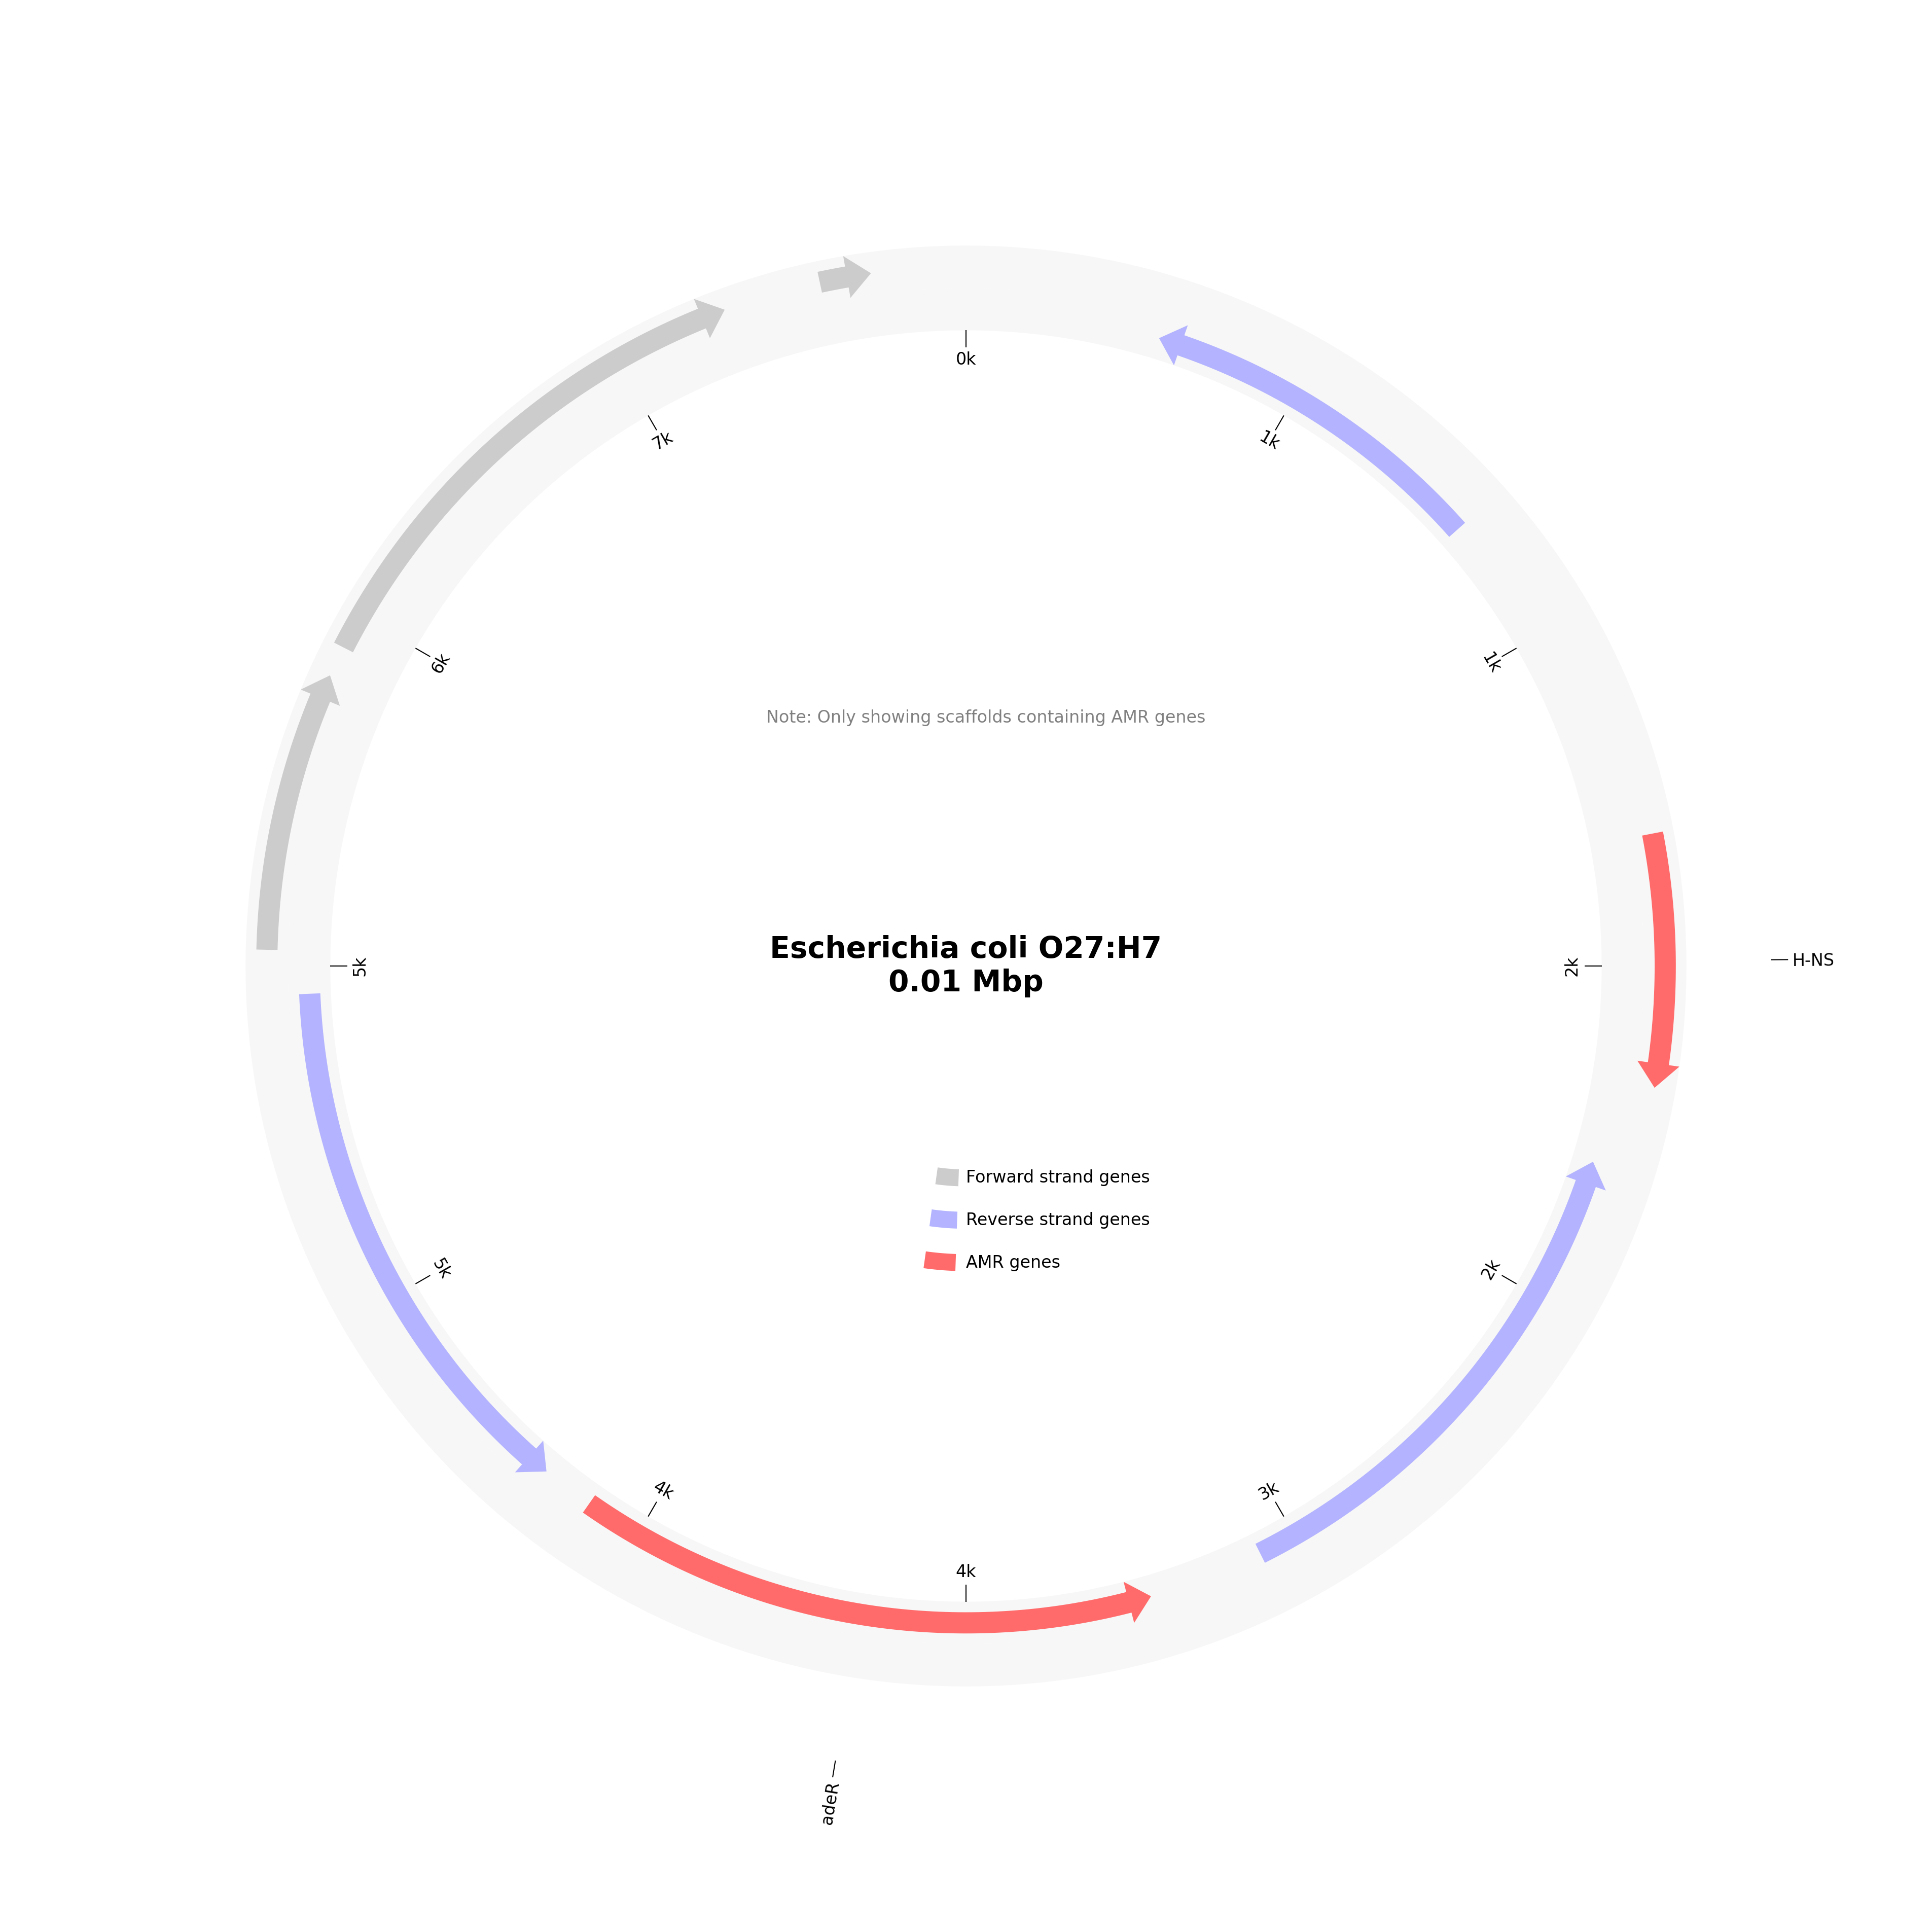 0k
7k
1k
6k
1k
Note: Only showing scaffolds containing AMR genes
Escherichia coli O27:H7
0.01 Mbp
5k
2k
H-NS
Forward strand genes
Reverse strand genes
AMR genes
5k
2k
4k
3k
4k
adeR